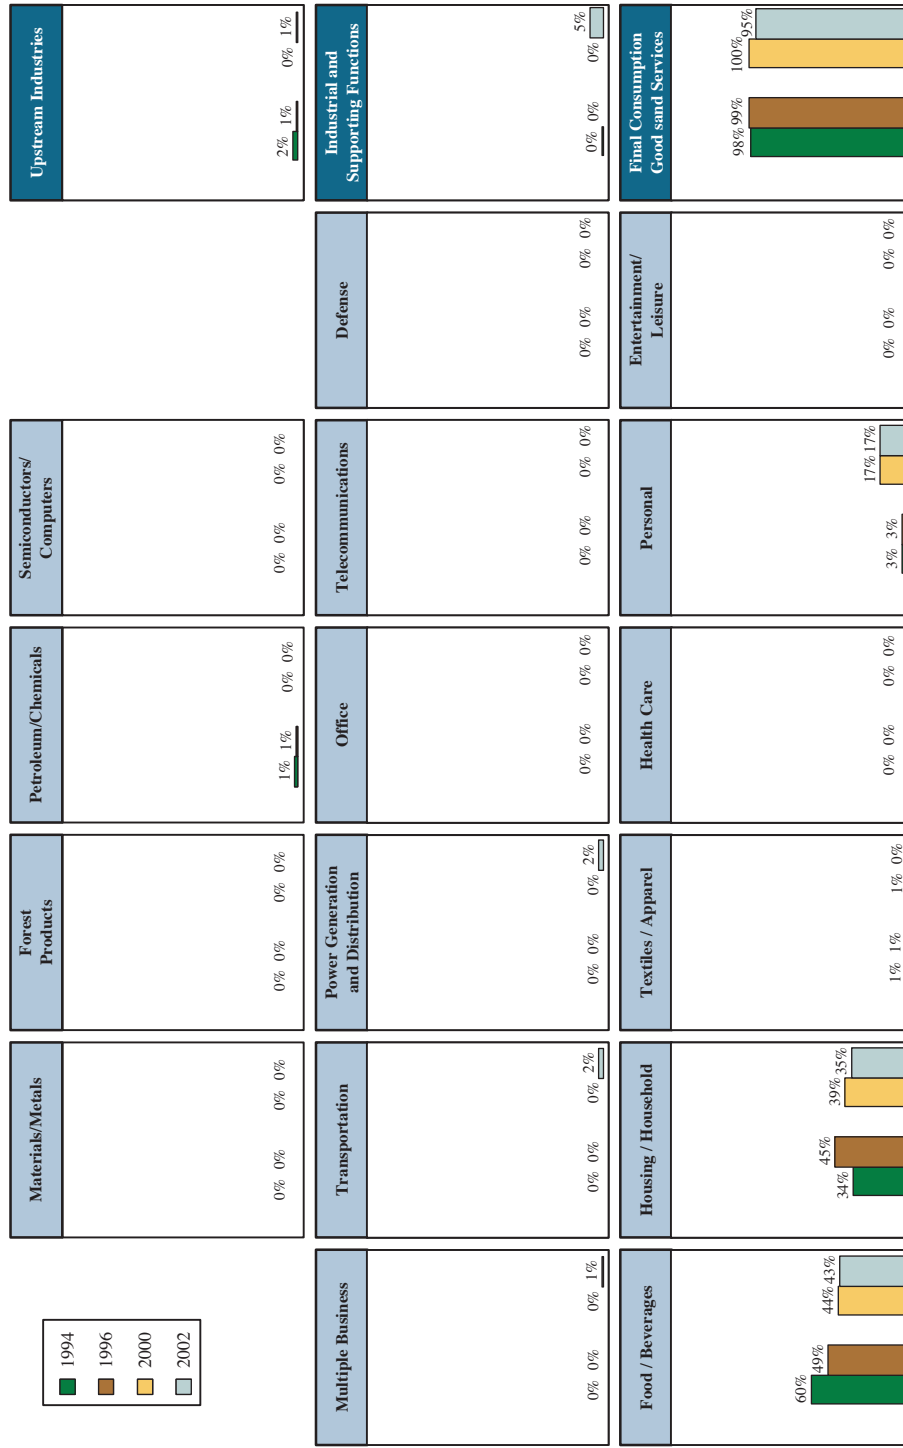 1994
1996
2000
2002
Materials/Metals
0% 0% 0% 0%
Forest
Products
0% 0% 0% 0%
Petroleum/Chemicals
1% 1% 0% 0%
Semiconductors/
Computers
0% 0% 0% 0%
Upstream Industries
2% 1% 0% 1%
Multiple Business
0% 0% 0% 1%
Transportation
0% 0% 0% 2%
Power Generation
and Distribution
0% 0% 0% 2%
Office
0% 0% 0% 0%
Telecommunications
0% 0% 0% 0%
Defense
0% 0% 0% 0%
Industrial and
Supporting Functions
0% 0% 0% 5%
Food / Beverages
60% 49% 44% 43%
Housing / Household
34% 45% 39% 35%
Textiles / Apparel
1% 1% 1% 0%
Health Care
0% 0% 0% 0%
Personal
3% 3% 17% 17%
Entertainment/
Leisure
0% 0% 0% 0%
Final Consumption
Good sand Services
98% 99% 100% 95%